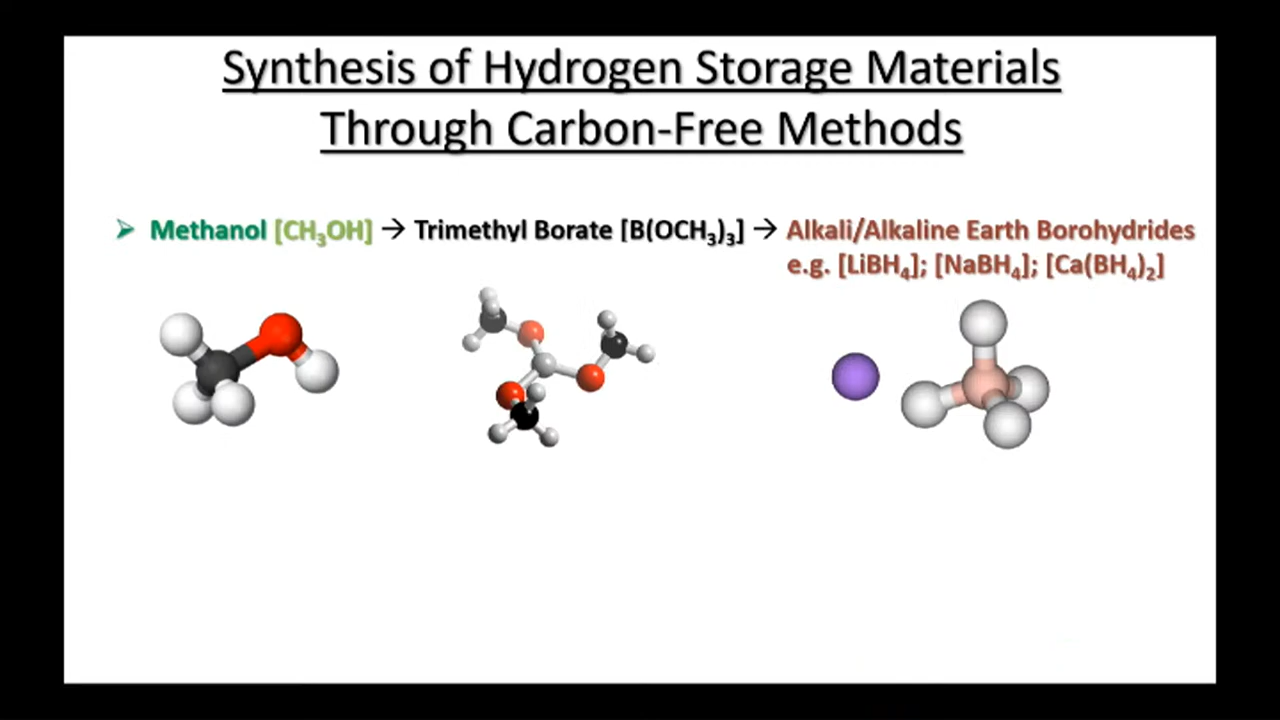 Synthesis of Hydrogen Storage Materials
Through Carbon-Free Methods
➢ Methanol [CH₃OH] → Trimethyl Borate [B(OCH₃)₃] → Alkali/Alkaline Earth Borohydrides
e.g. [LiBH₄]; [NaBH₄]; [Ca(BH₄)₂]